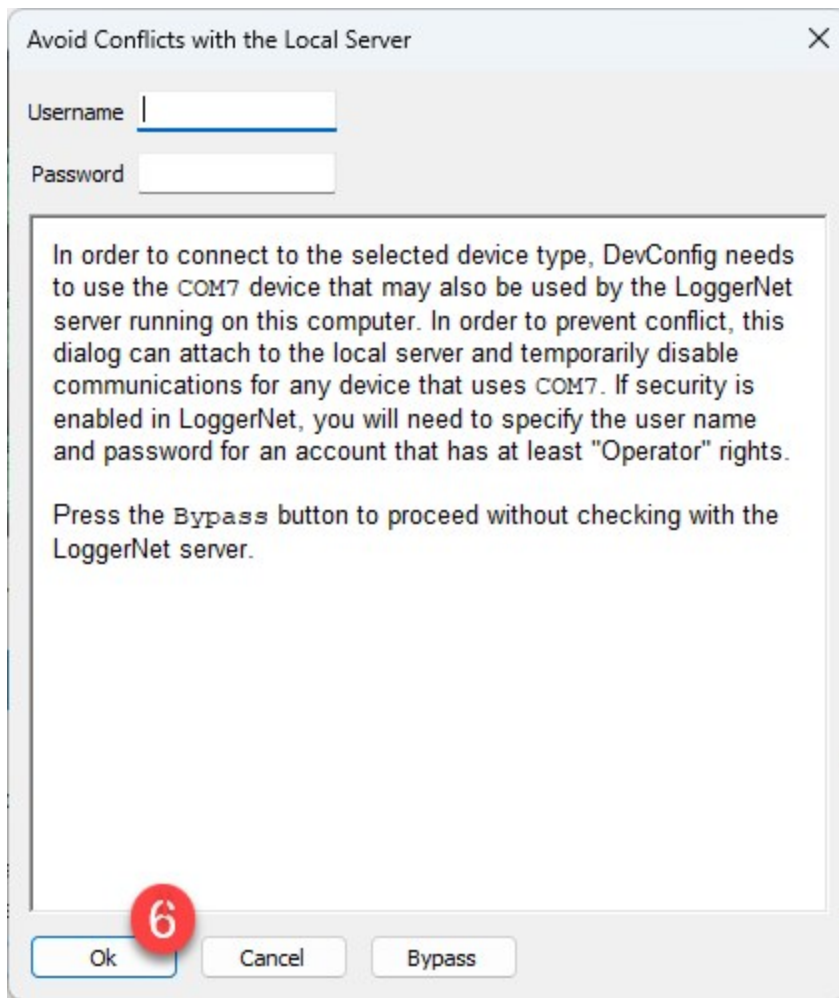 Avoid Conflicts with the Local Server
Username
Password
In order to connect to the selected device type, DevConfig needs
to use the COM7 device that may also be used by the LoggerNet
server running on this computer. In order to prevent conflict, this
dialog can attach to the local server and temporarily disable
communications for any device that uses COM7. If security is
enabled in LoggerNet, you will need to specify the user name
and password for an account that has at least "Operator" rights.
Press the Bypass button to proceed without checking with the
LoggerNet server.
6
Ok Cancel Bypass